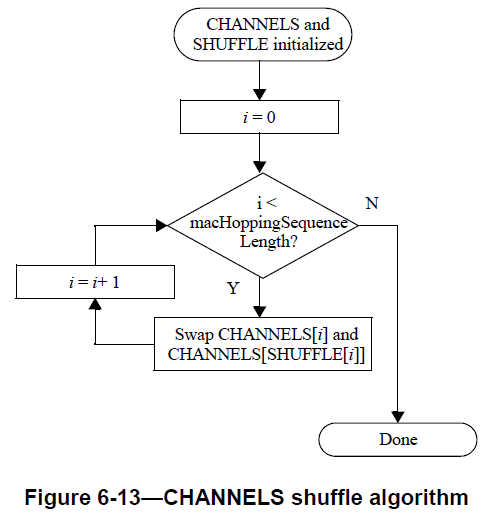 CHANNELS and
SHUFFLE initialized
i = 0
i <
macHoppingSequence
Length?
N
i = i+ 1
Y
Swap CHANNELS[i] and
CHANNELS[SHUFFLE[i]]
Done
Figure 6-13—CHANNELS shuffle algorithm